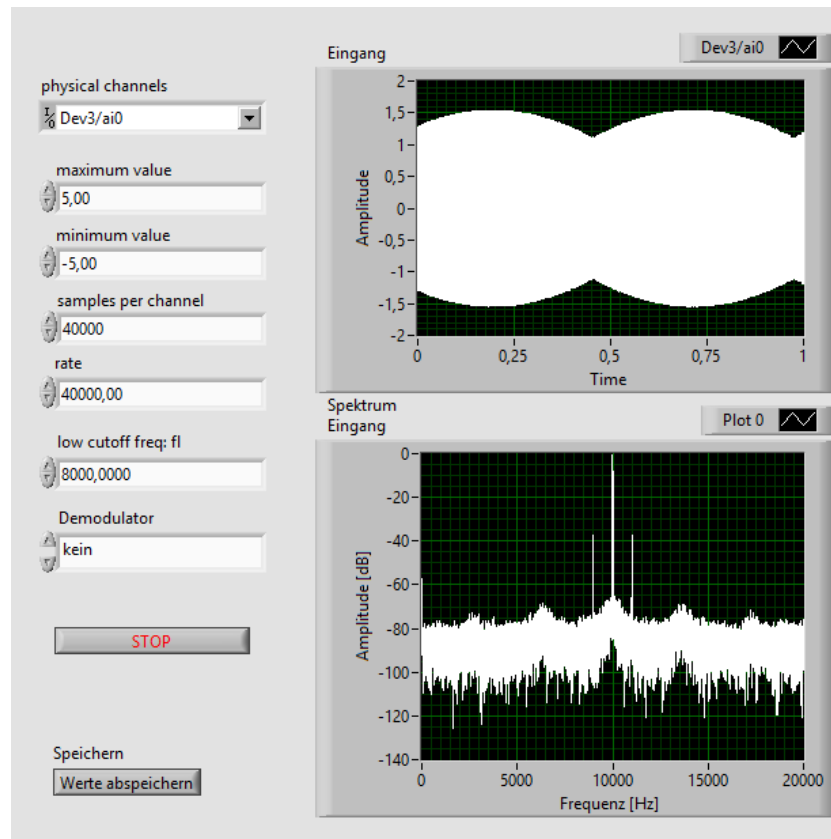 physical channels
I/O Dev3/ai0
maximum value
5,00
minimum value
-5,00
samples per channel
40000
rate
40000,00
low cutoff freq: fl
8000,0000
Demodulator
kein
STOP
Speichern
Werte abspeichern
Eingang
Dev3/ai0
Amplitude
2
1,5
1
0,5
0
-0,5
-1
-1,5
-2
0
0,25
0,5
0,75
1
Time
Spektrum
Eingang
Plot 0
Amplitude [dB]
0
-20
-40
-60
-80
-100
-120
-140
0
5000
10000
15000
20000
Frequenz [Hz]